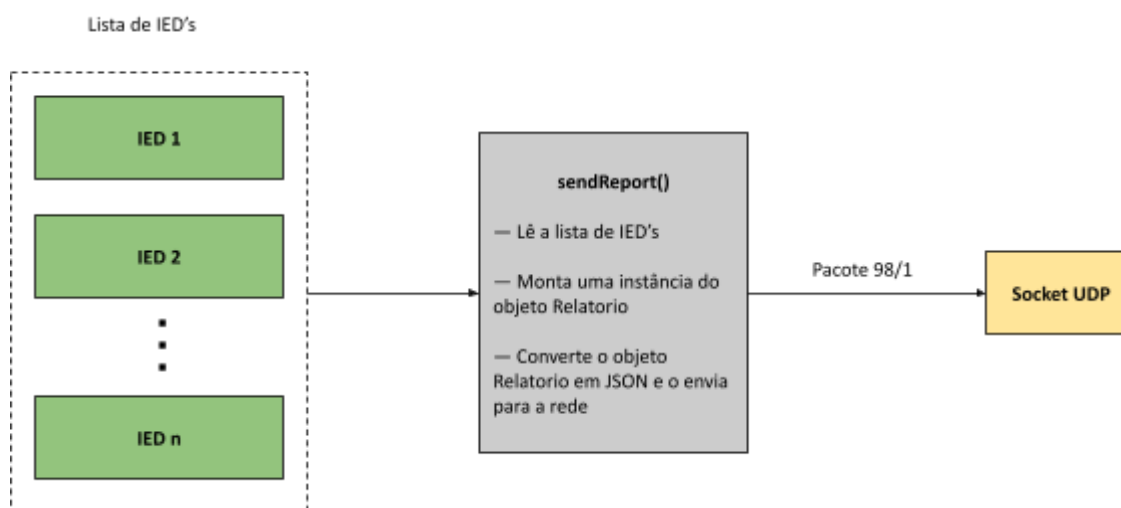 Lista de IED's
IED 1
IED 2
IED n
sendReport()
— Lê a lista de IED's
— Monta uma instância do
objeto Relatorio
— Converte o objeto
Relatorio em JSON e o envia
para a rede
Pacote 98/1
Socket UDP